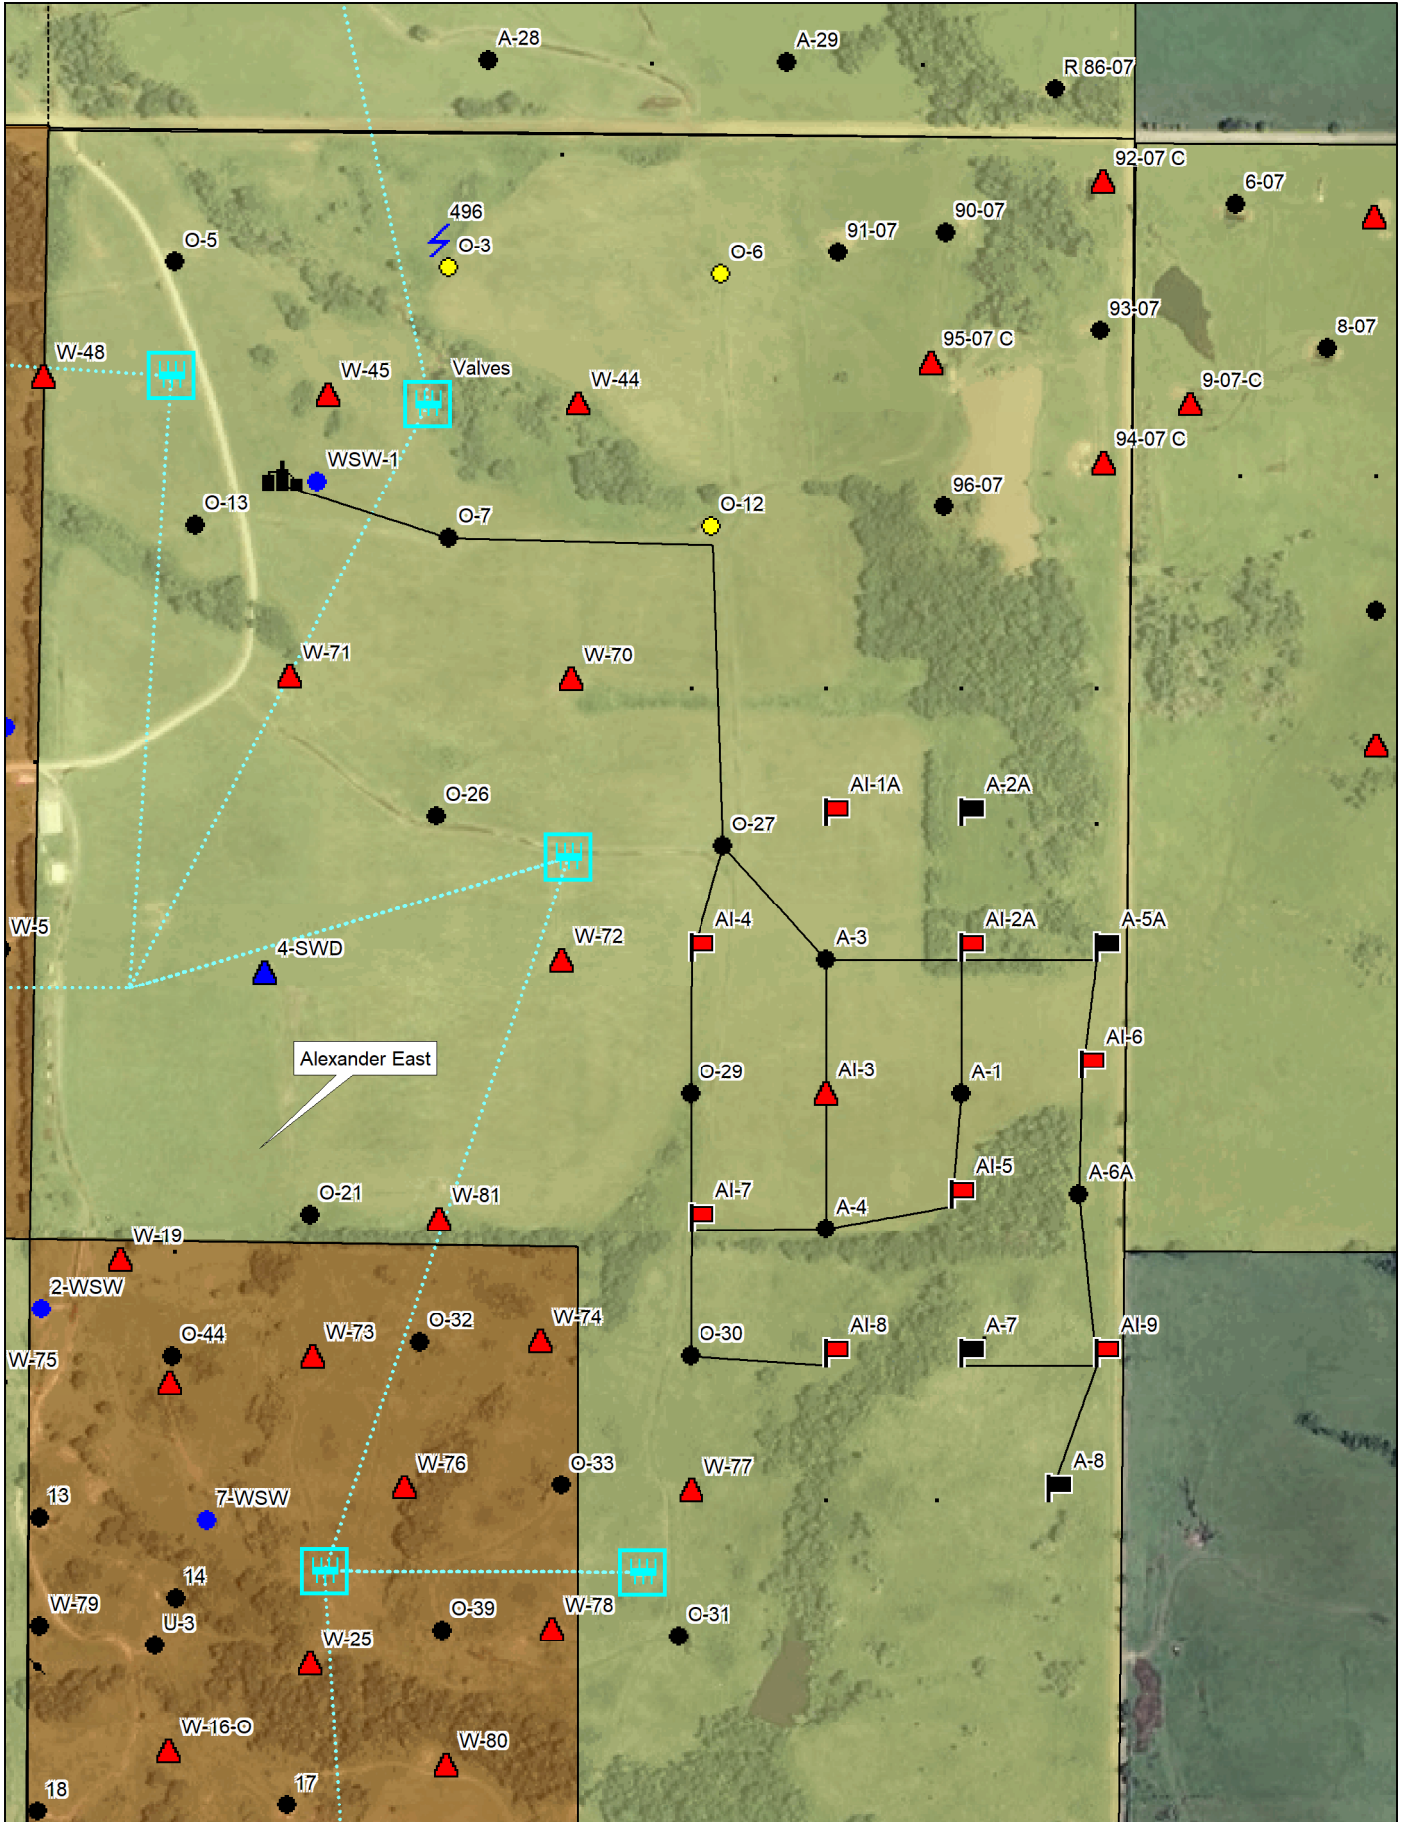 A-28
A-29
R 86-07
92-07 C
6-07
496
90-07
91-07
O-5
O-3
O-6
93-07
8-07
95-07 C
W-48
Valves
W-45
W-44
9-07-C
94-07 C
WSW-1
96-07
O-13
O-12
O-7
W-71
W-70
AI-1A
A-2A
O-26
O-27
W-5
AI-4
AI-2A
A-5A
W-72
A-3
4-SWD
AI-6
Alexander East
O-29
AI-3
A-1
AI-5
A-6A
O-21
W-81
AI-7
A-4
W-19
2-WSW
W-74
O-32
O-44
W-73
O-30
AI-8
A-7
AI-9
W-75
W-76
O-33
W-77
A-8
13
7-WSW
14
W-79
U-3
O-39
W-78
O-31
W-25
W-16-O
W-80
17
18